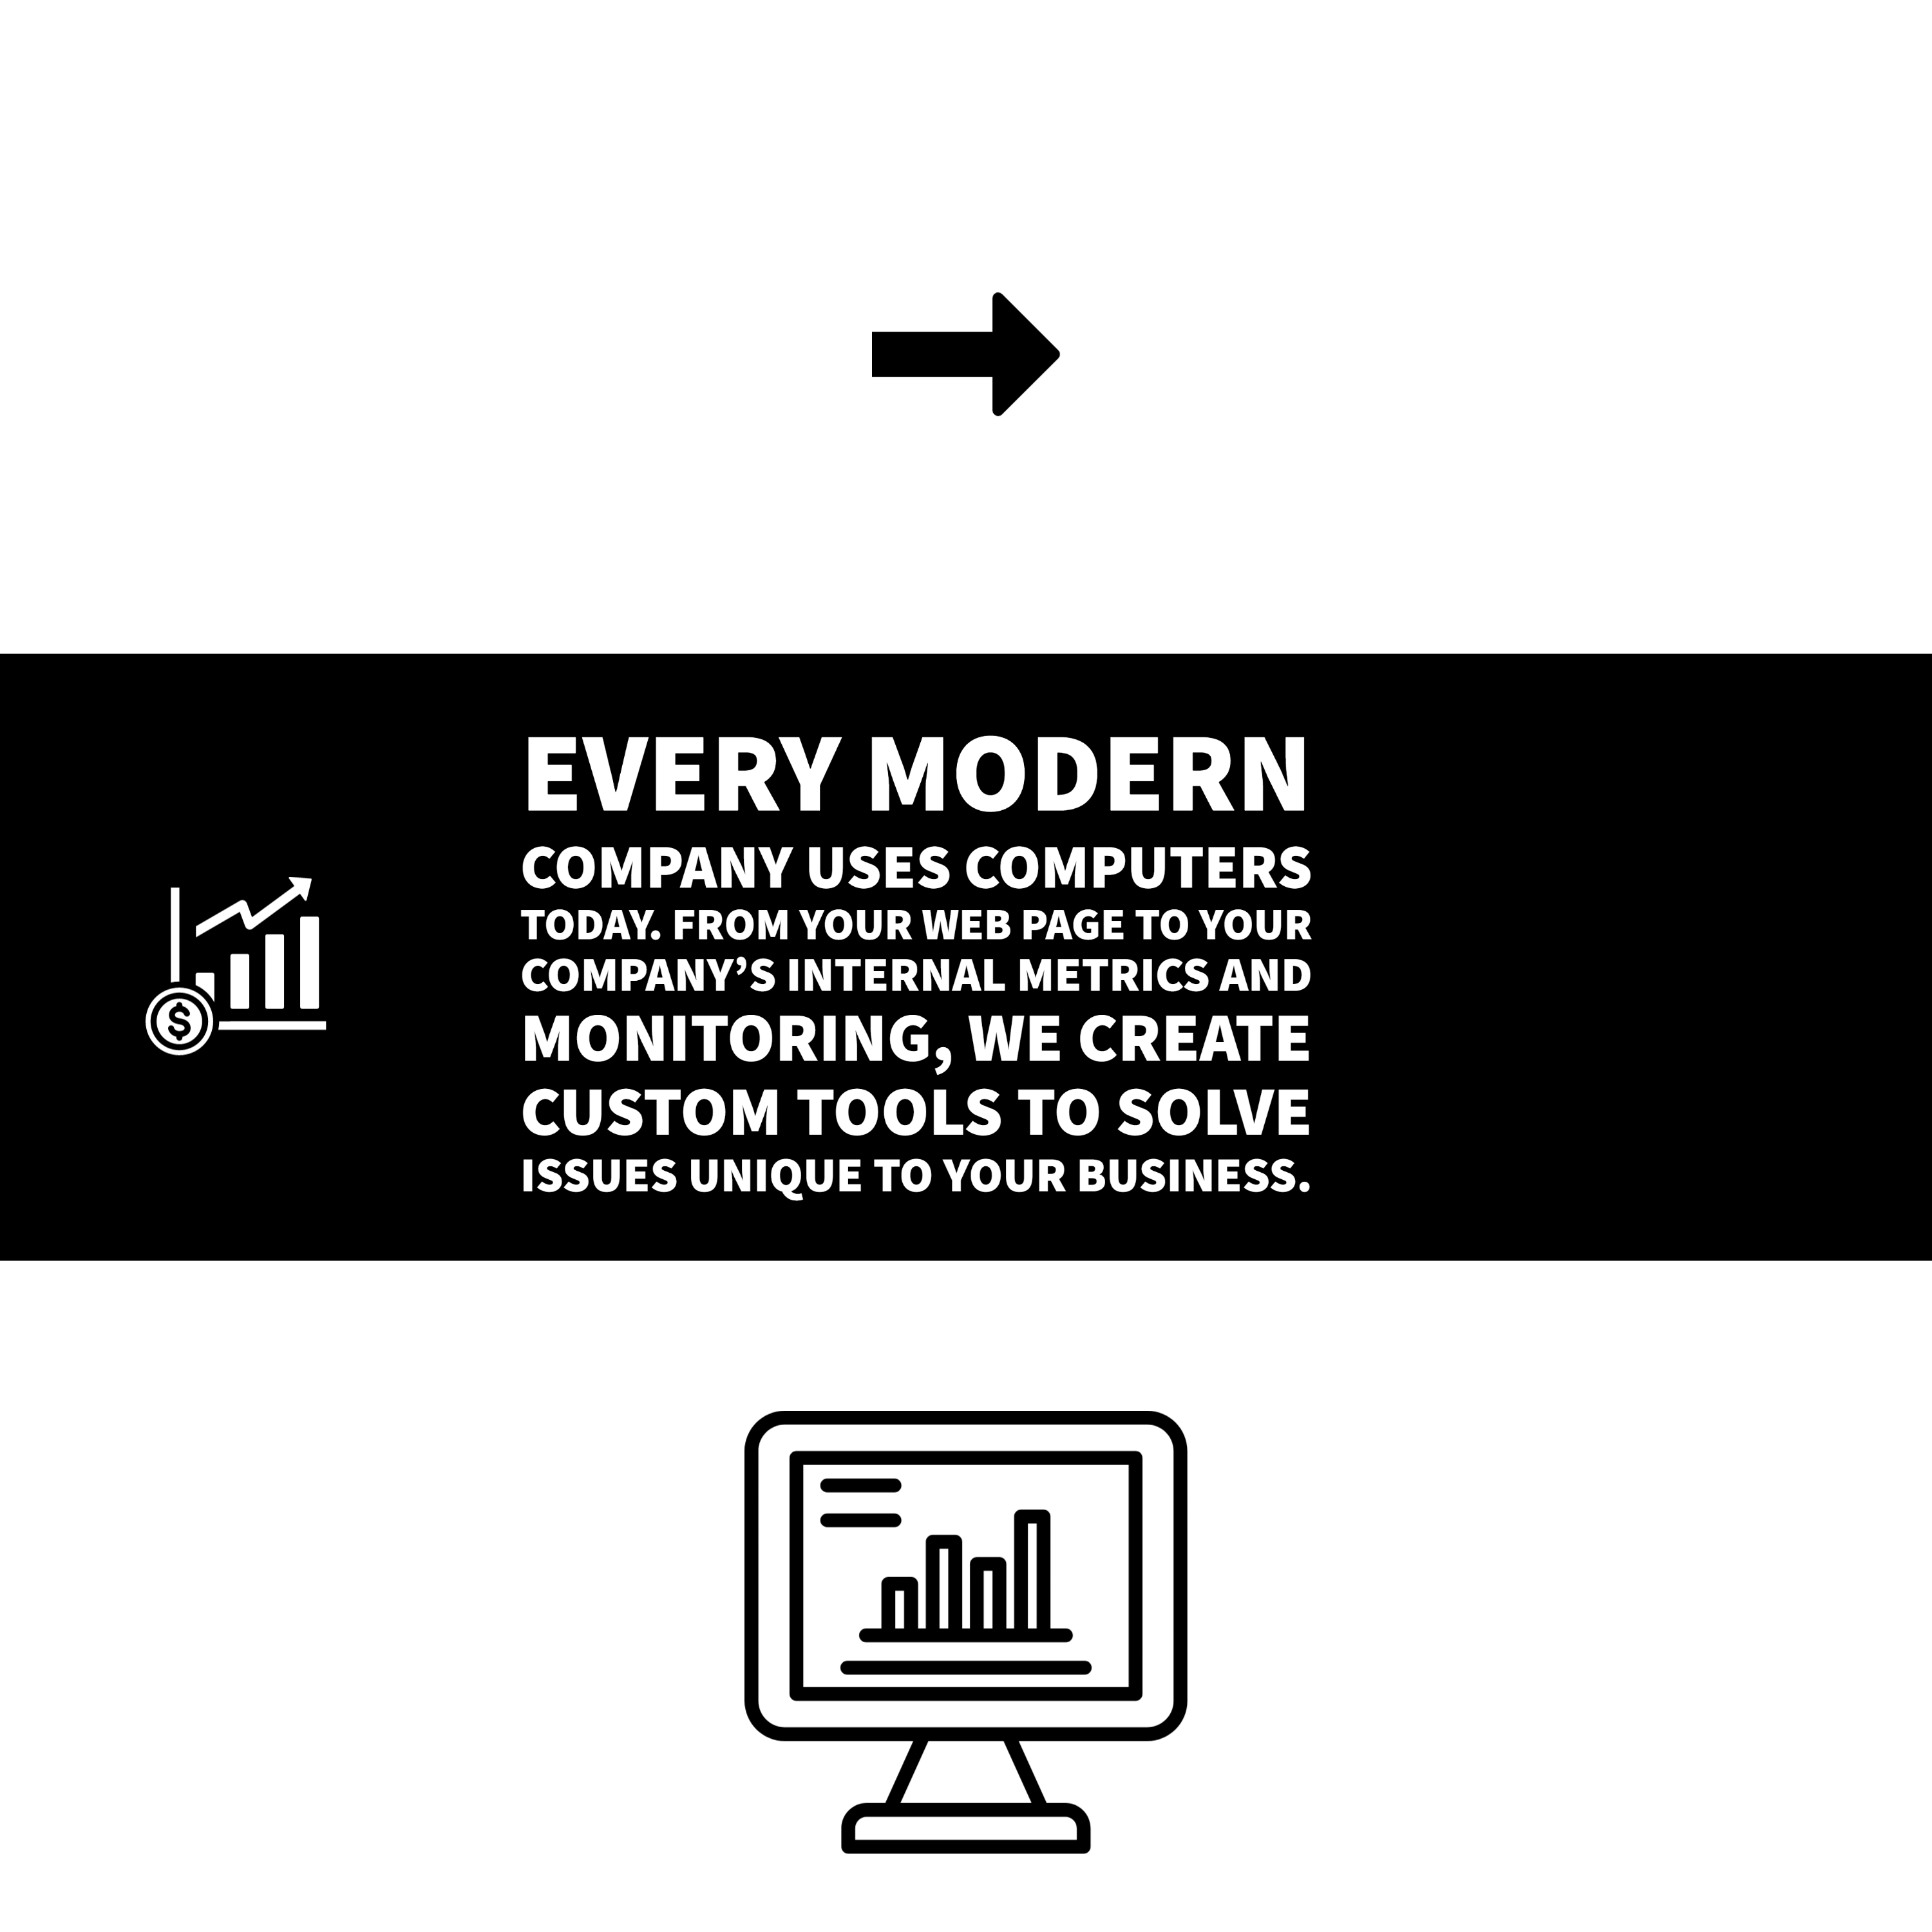 EVERY MODERN
COMPANY USES COMPUTERS
TODAY. FROM YOUR WEB PAGE TO YOUR
COMPANY’S INTERNAL METRICS AND
MONITORING, WE CREATE
CUSTOM TOOLS TO SOLVE
ISSUES UNIQUE TO YOUR BUSINESS.
$